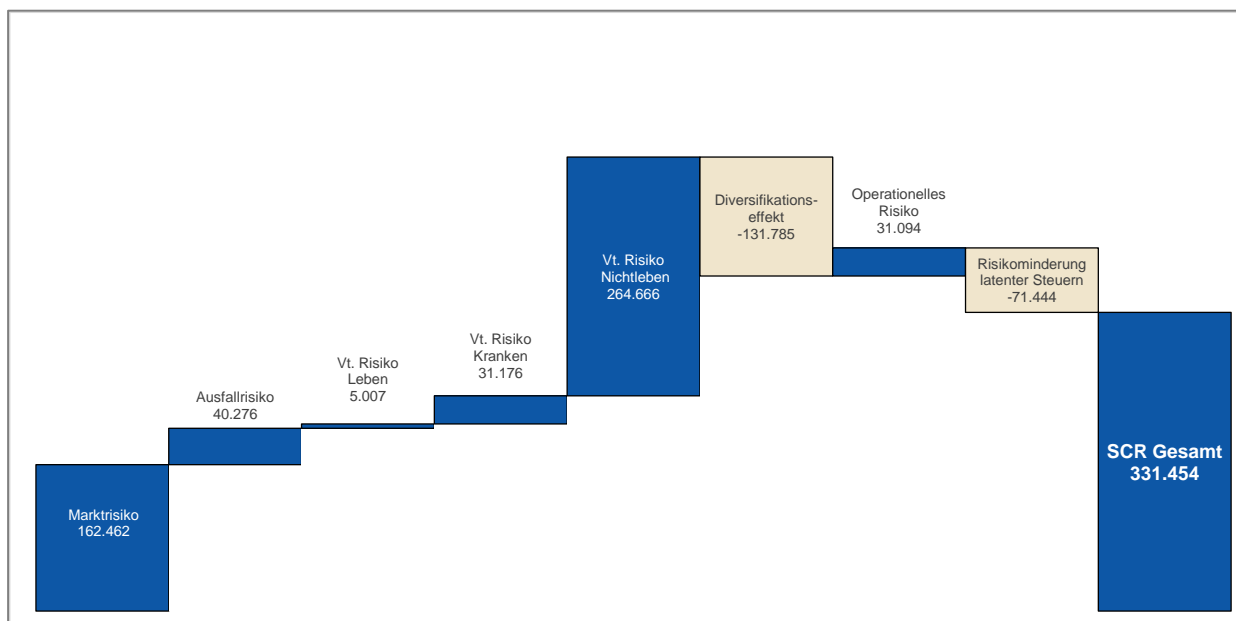 Marktrisiko
162.462
Ausfallrisiko
40.276
Vt. Risiko
Leben
5.007
Vt. Risiko
Kranken
31.176
Vt. Risiko
Nichtleben
264.666
Diversifikations-
effekt
-131.785
Operationelles
Risiko
31.094
Risikominderung
latenter Steuern
-71.444
SCR Gesamt
331.454